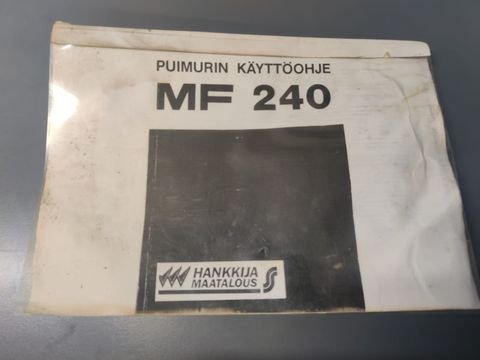 PUIMURIN KÄYTTÖOHJE
MF 240
HANKKIJA
MAATALOUS